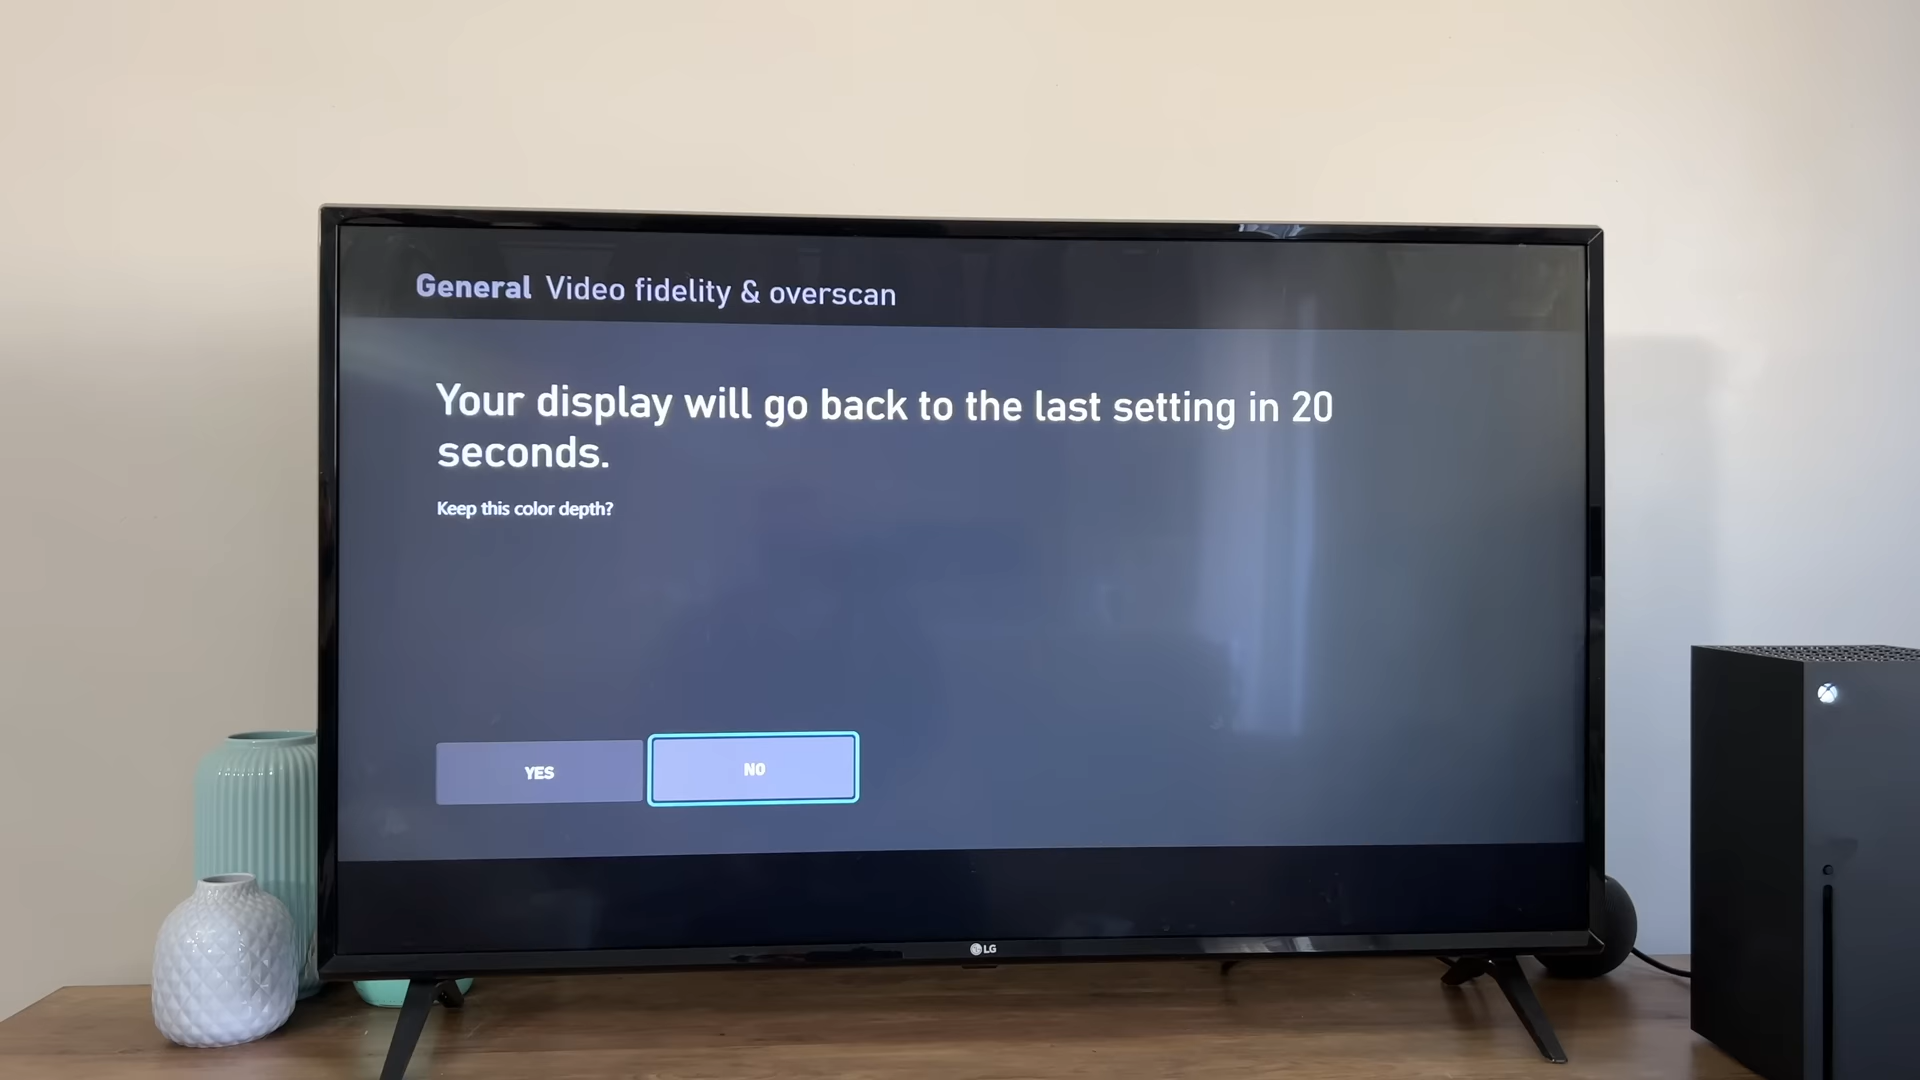 General Video fidelity & overscan
Your display will go back to the last setting in 20
seconds.
Keep this color depth?
YES
NO
LG